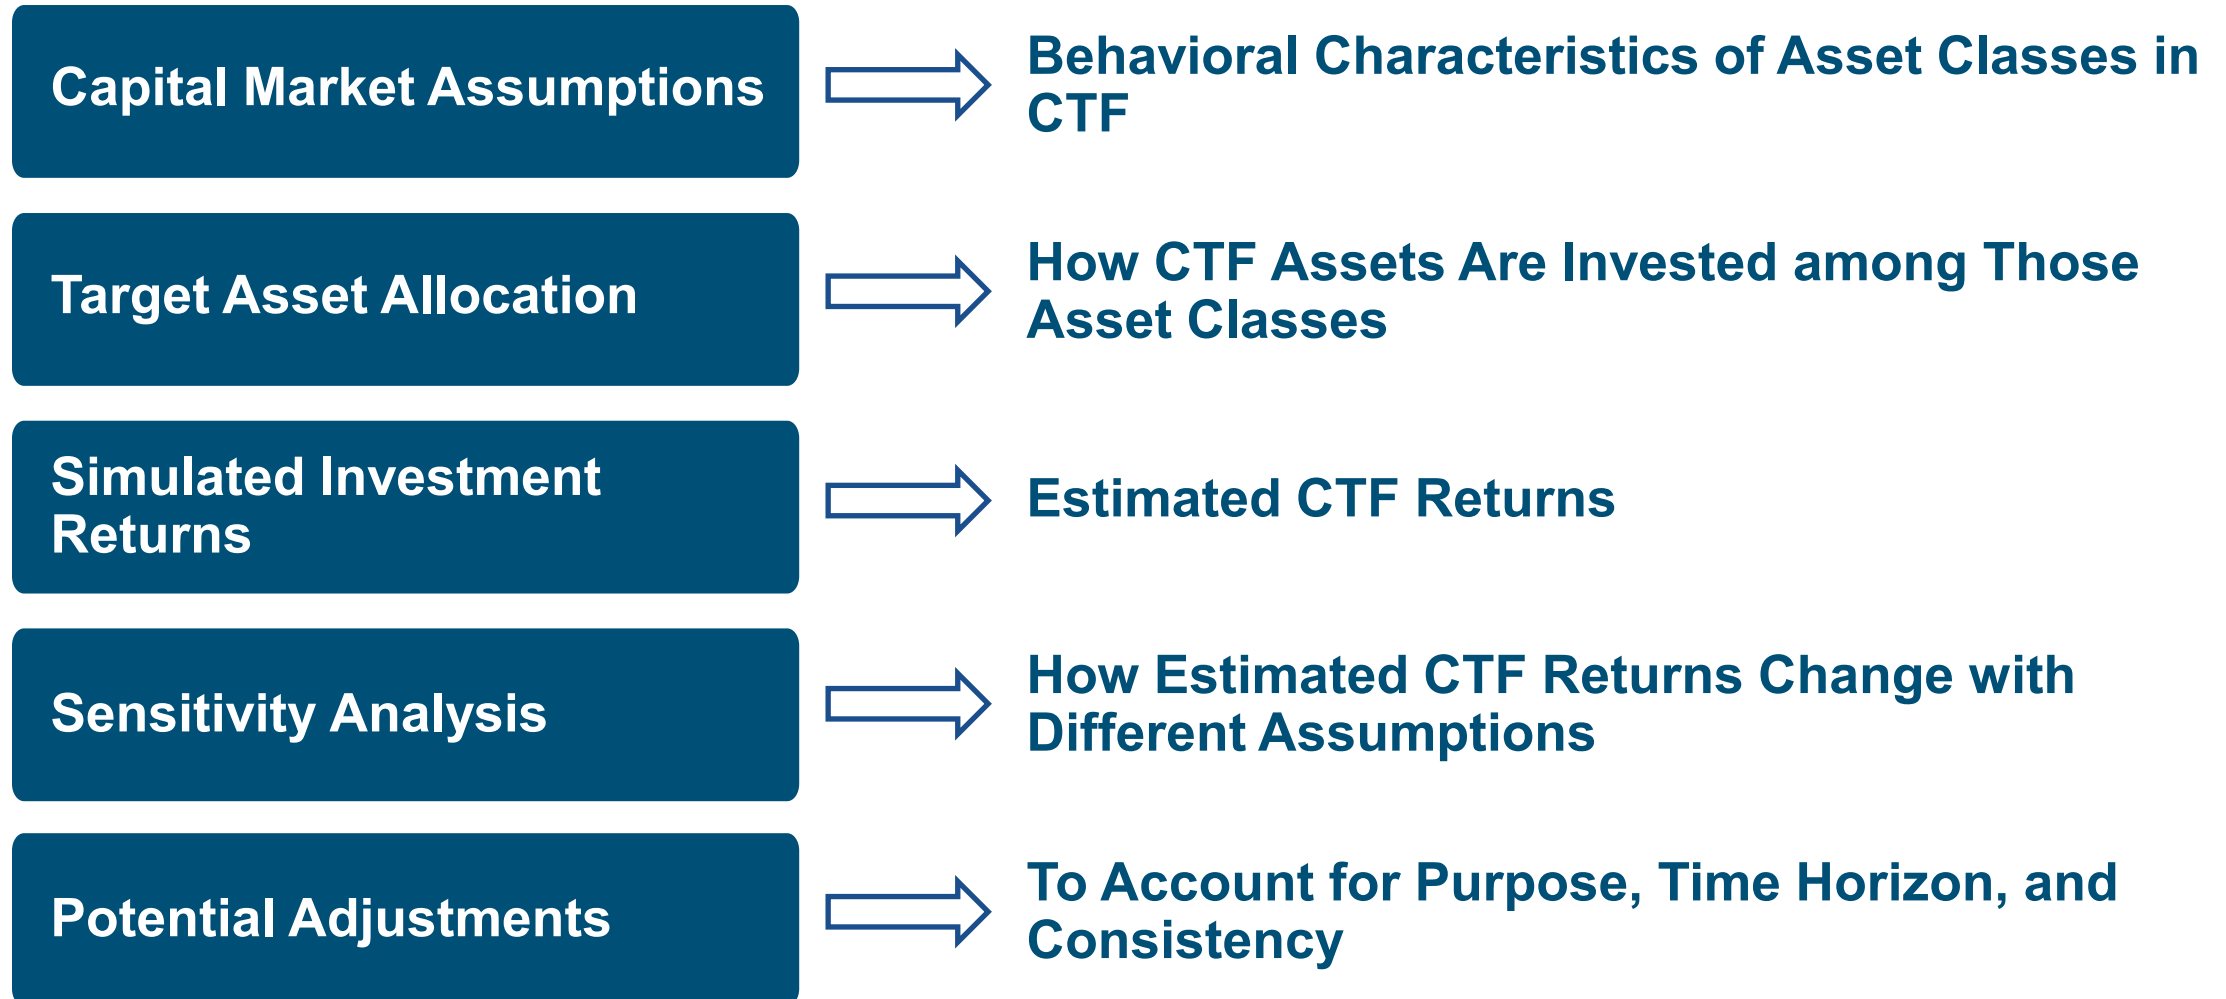 Capital Market Assumptions
Behavioral Characteristics of Asset Classes in
CTF
Target Asset Allocation
How CTF Assets Are Invested among Those
Asset Classes
Simulated Investment
Returns
Estimated CTF Returns
Sensitivity Analysis
How Estimated CTF Returns Change with
Different Assumptions
Potential Adjustments
To Account for Purpose, Time Horizon, and
Consistency